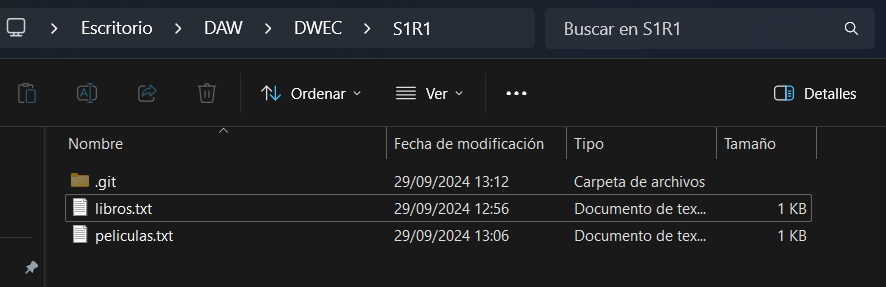 Escritorio > DAW > DWEC > S1R1 Buscar en S1R1
Ordenar Ver ... Detalles
Nombre Fecha de modificación Tipo Tamaño
.git 29/09/2024 13:12 Carpeta de archivos
libros.txt 29/09/2024 12:56 Documento de tex... 1 KB
peliculas.txt 29/09/2024 13:06 Documento de tex... 1 KB